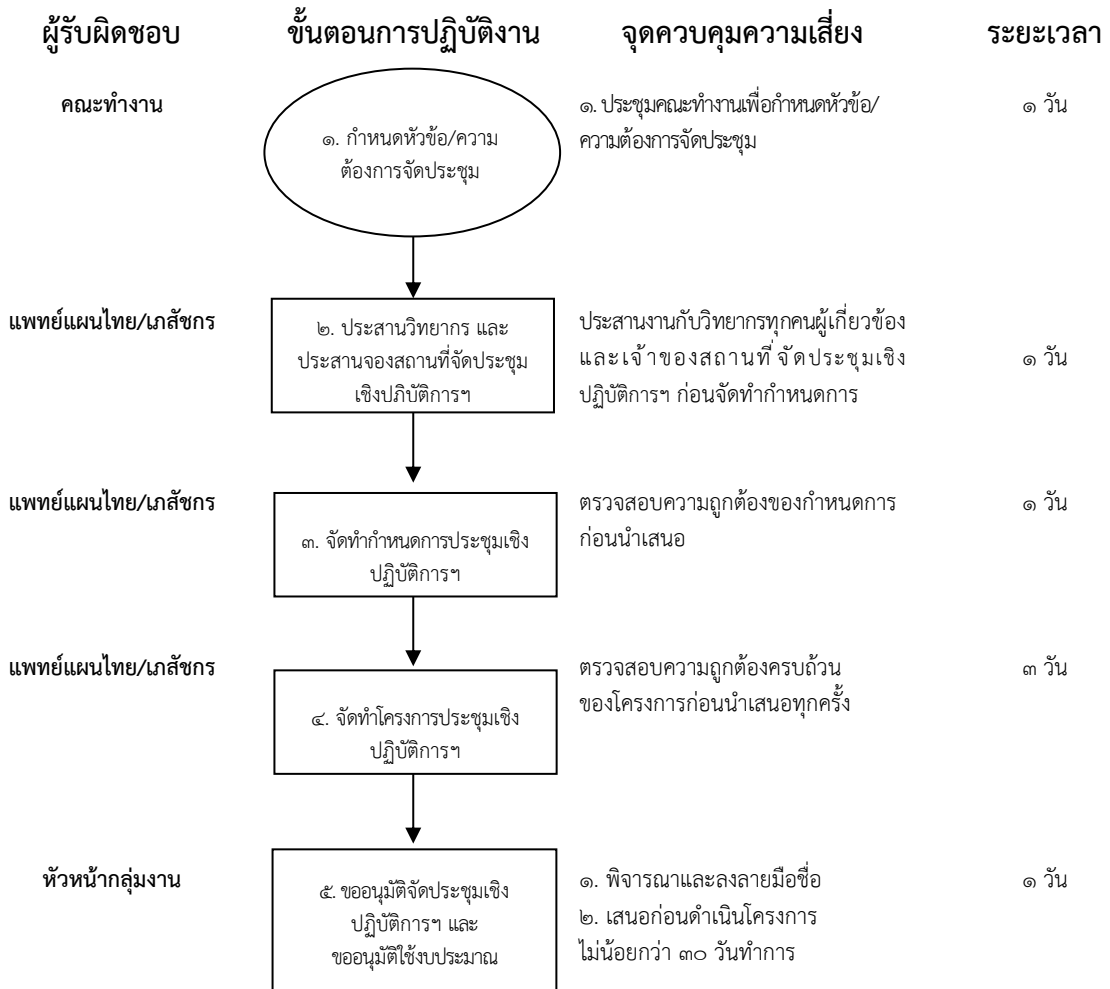 ผู้รับผิดชอบ ขั้นตอนการปฏิบัติงาน จุดควบคุมความเสี่ยง ระยะเวลา
คณะทำงาน
๑. กำหนดหัวข้อ/ความ
ต้องการจัดประชุม
๑. ประชุมคณะทำงานเพื่อกำหนดหัวข้อ/
ความต้องการจัดประชุม
๑ วัน
แพทย์แผนไทย/เภสัชกร
๒. ประสานวิทยากร และ
ประสานจองสถานที่จัดประชุม
เชิงปภิบัติการฯ
ประสานงานกับวิทยากรทุกคนผู้เกี่ยวข้อง
และเจ้าของสถานที่ จัดประชุมเชิง
ปฏิบัติการฯ ก่อนจัดทำกำหนดการ
๑ วัน
แพทย์แผนไทย/เภสัชกร
๓. จัดทำกำหนดการประชุมเชิง
ปฏิบัติการฯ
ตรวจสอบความถูกต้องของกำหนดการ
ก่อนนำเสนอ
๑ วัน
แพทย์แผนไทย/เภสัชกร
๔. จัดทำโครงการประชุมเชิง
ปฏิบัติการฯ
ตรวจสอบความถูกต้องครบถ้วน
ของโครงการก่อนนำเสนอทุกครั้ง
๓ วัน
หัวหน้ากลุ่มงาน
๕. ขออนุมัติจัดประชุมเชิง
ปฏิบัติการฯ และ
ขออนุมัติใช้งบประมาณ
๑. พิจารณาและลงลายมือชื่อ
๒. เสนอก่อนดำเนินโครงการ
ไม่น้อยกว่า ๓๐ วันทำการ
๑ วัน